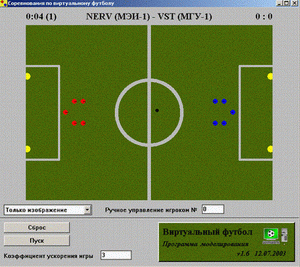 Соревнования по виртуальному футболу
0:04 (1) NERV (МЭИ-1) - VST (МГУ-1) 0 : 0
Только изображение
Ручное управление игроком № 0
Сброс
Пуск
Коэффициент ускорения игры 3
Виртуальный футбол
Программа моделирования
v1.6 12.07.2001